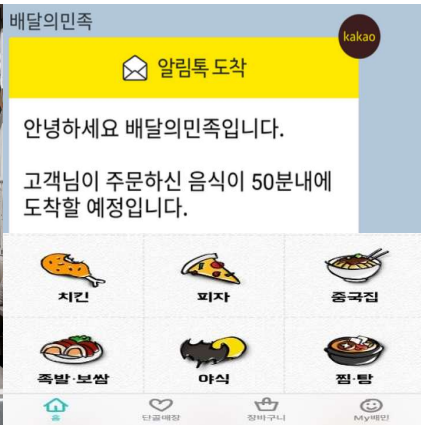 배달의민족
kakao
알림톡 도착
안녕하세요 배달의민족입니다.
고객님이 주문하신 음식이 50분내에
도착할 예정입니다.
치킨 피자 중국집
족발·보쌈 야식 찜·탕
홈 단골매장 장바구니 My배민